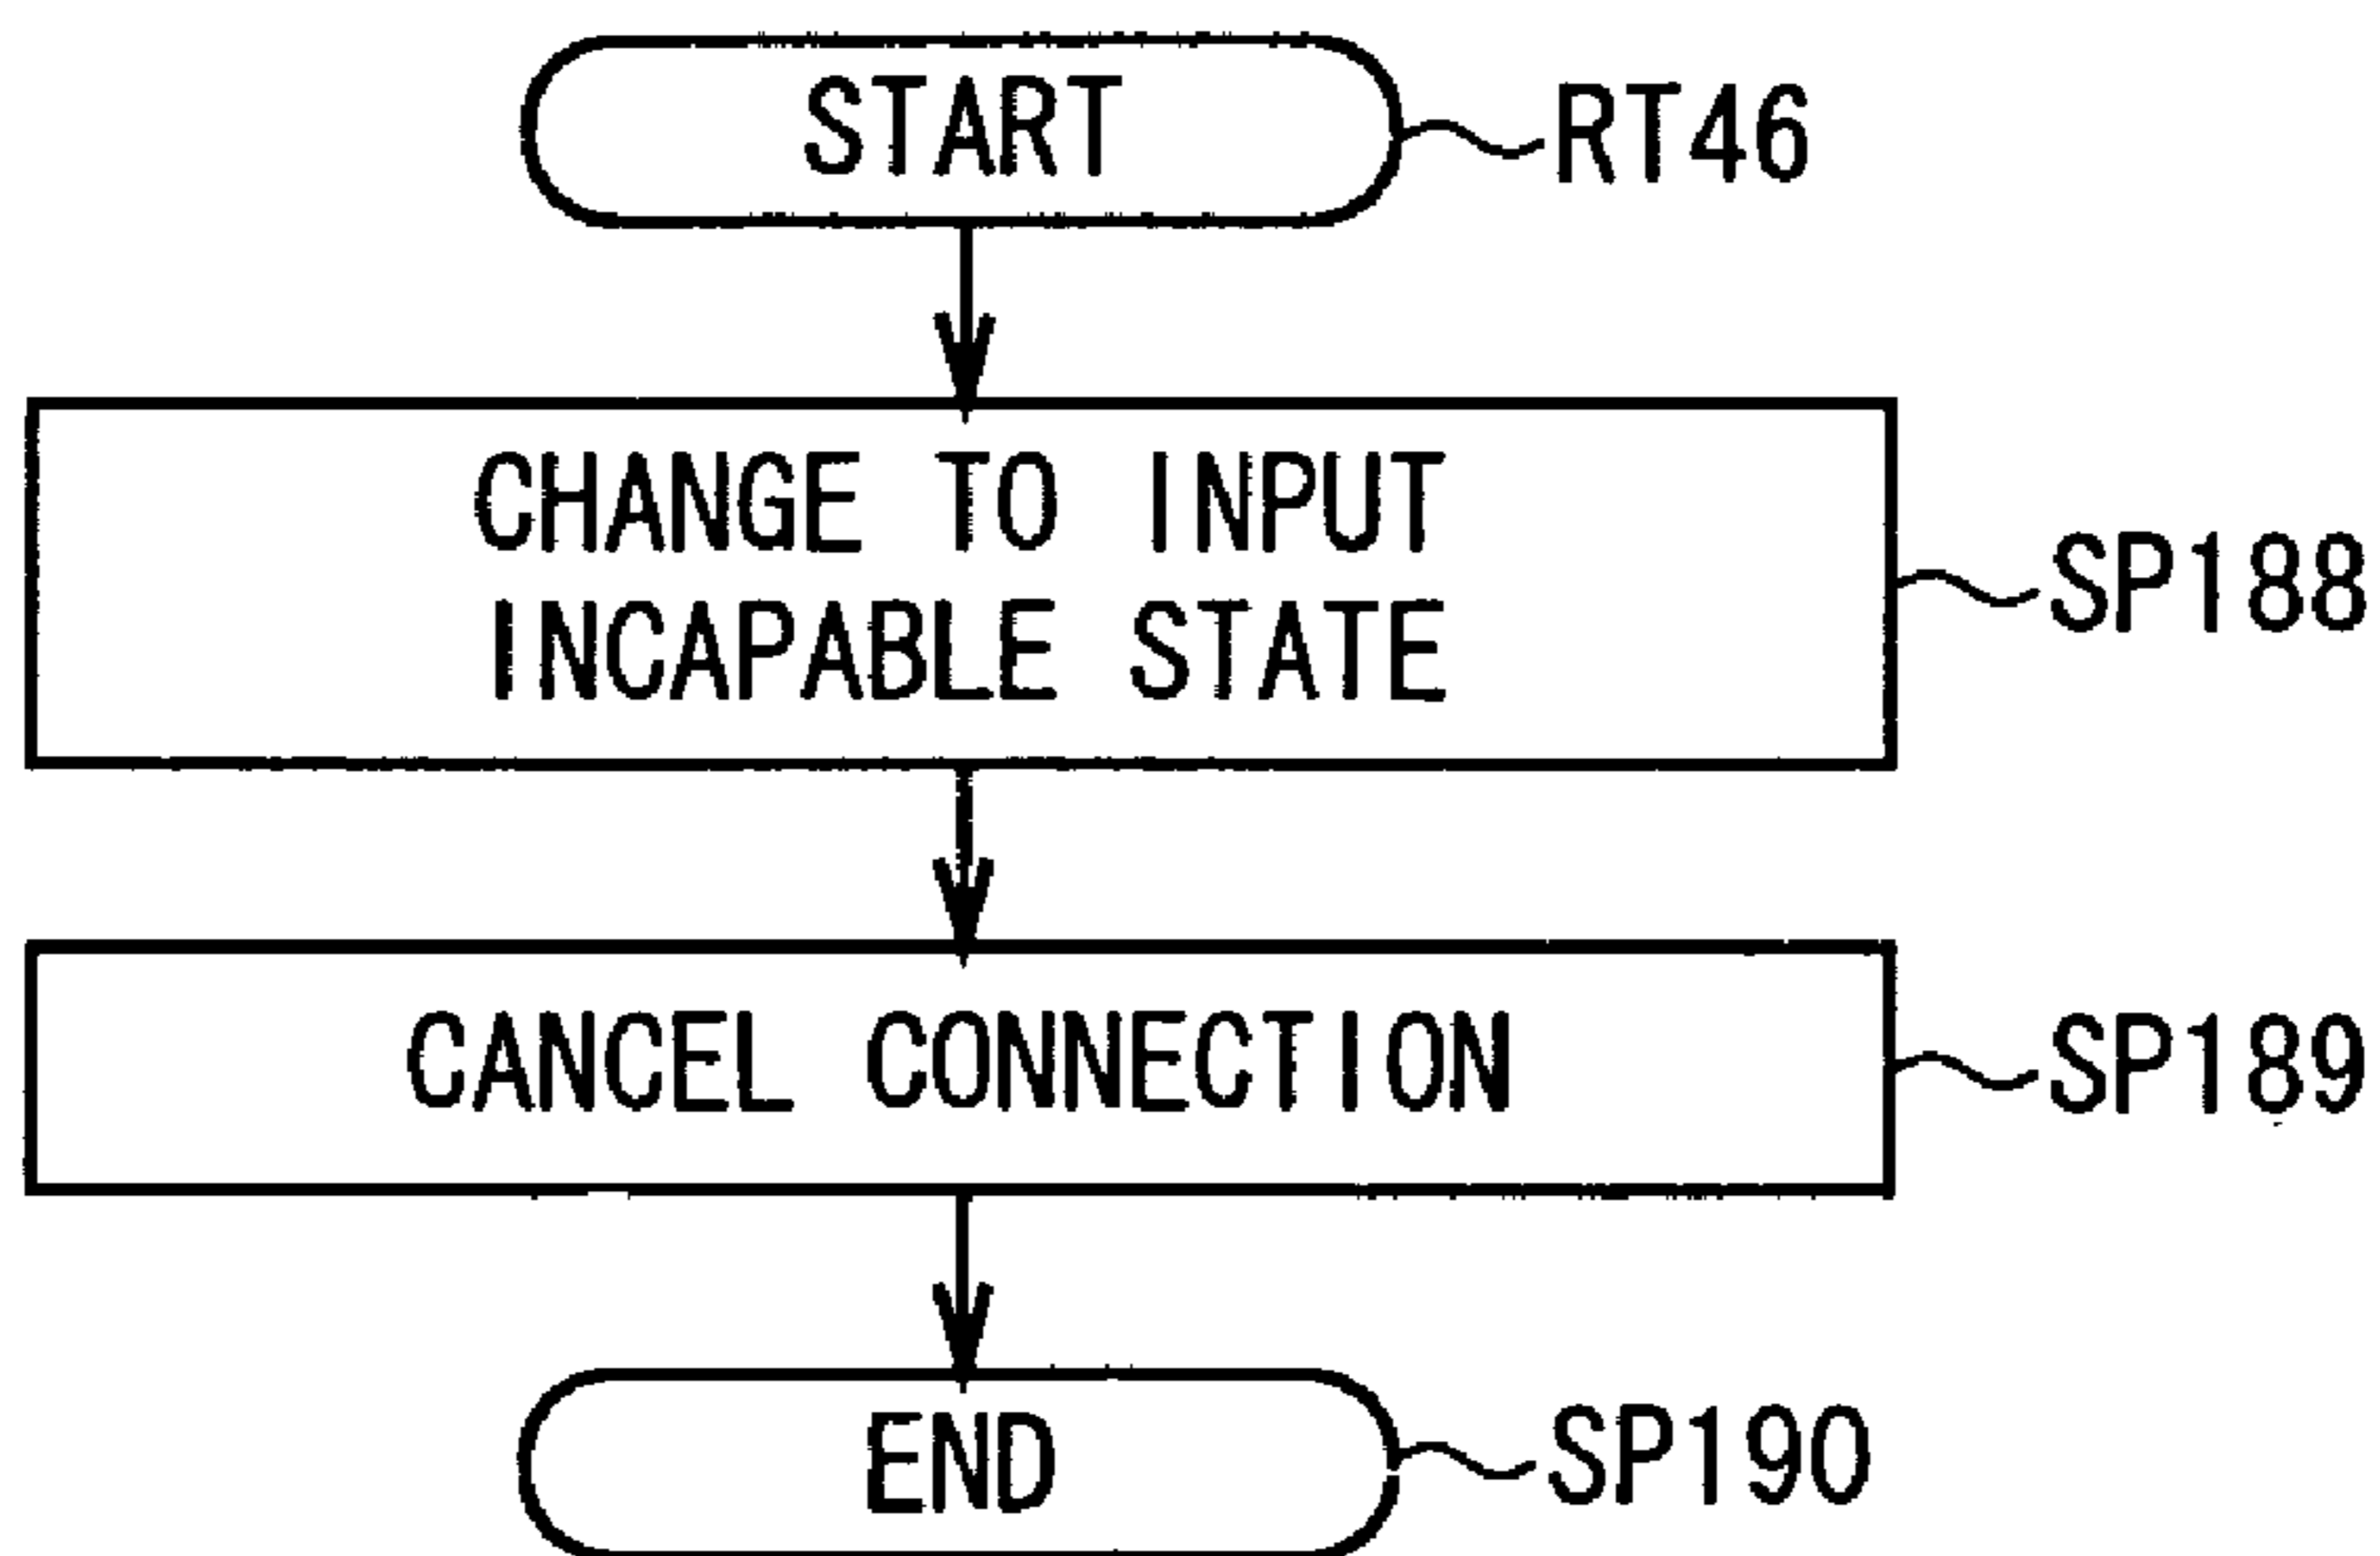 START
RT46
CHANGE TO INPUT
INCAPABLE STATE
SP188
CANCEL CONNECTION
SP189
END
SP190